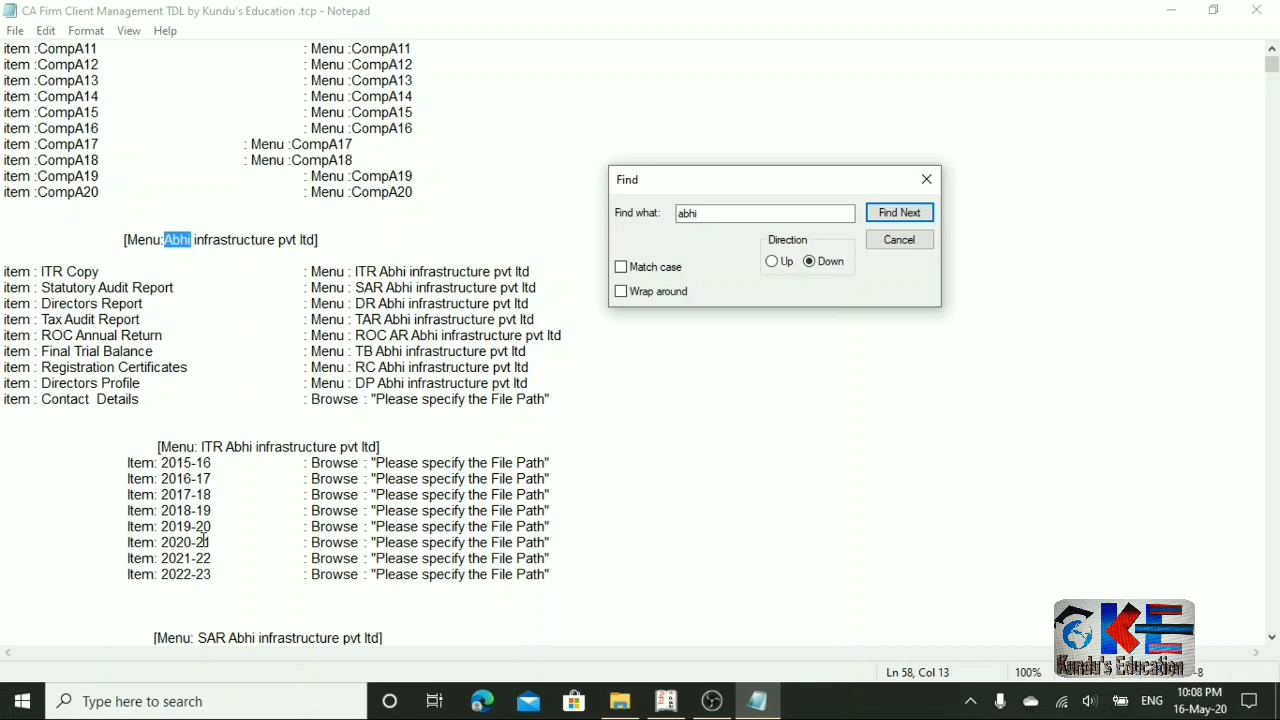 CA Firm Client Management TDL by Kundu's Education .tcp - Notepad
File Edit Format View Help
item :CompA11 : Menu :CompA11
item :CompA12 : Menu :CompA12
item :CompA13 : Menu :CompA13
item :CompA14 : Menu :CompA14
item :CompA15 : Menu :CompA15
item :CompA16 : Menu :CompA16
item :CompA17 : Menu :CompA17
item :CompA18 : Menu :CompA18
item :CompA19 : Menu :CompA19
item :CompA20 : Menu :CompA20
[Menu:Abhi infrastructure pvt ltd]
item : ITR Copy : Menu : ITR Abhi infrastructure pvt ltd
item : Statutory Audit Report : Menu : SAR Abhi infrastructure pvt ltd
item : Directors Report : Menu : DR Abhi infrastructure pvt ltd
item : Tax Audit Report : Menu : TAR Abhi infrastructure pvt ltd
item : ROC Annual Return : Menu : ROC AR Abhi infrastructure pvt ltd
item : Final Trial Balance : Menu : TB Abhi infrastructure pvt ltd
item : Registration Certificates : Menu : RC Abhi infrastructure pvt ltd
item : Directors Profile : Menu : DP Abhi infrastructure pvt ltd
item : Contact Details : Browse : "Please specify the File Path"
[Menu: ITR Abhi infrastructure pvt ltd]
Item: 2015-16 : Browse : "Please specify the File Path"
Item: 2016-17 : Browse : "Please specify the File Path"
Item: 2017-18 : Browse : "Please specify the File Path"
Item: 2018-19 : Browse : "Please specify the File Path"
Item: 2019-20 : Browse : "Please specify the File Path"
Item: 2020-21 : Browse : "Please specify the File Path"
Item: 2021-22 : Browse : "Please specify the File Path"
Item: 2022-23 : Browse : "Please specify the File Path"
[Menu: SAR Abhi infrastructure pvt ltd]
Find
Find what: abhi Find Next
Direction Cancel
Up Down
Match case
Wrap around
KE
Kundu's Education
Ln 58, Col 13 100% -8
Type here to search
ENG 10:08 PM
16-May-20